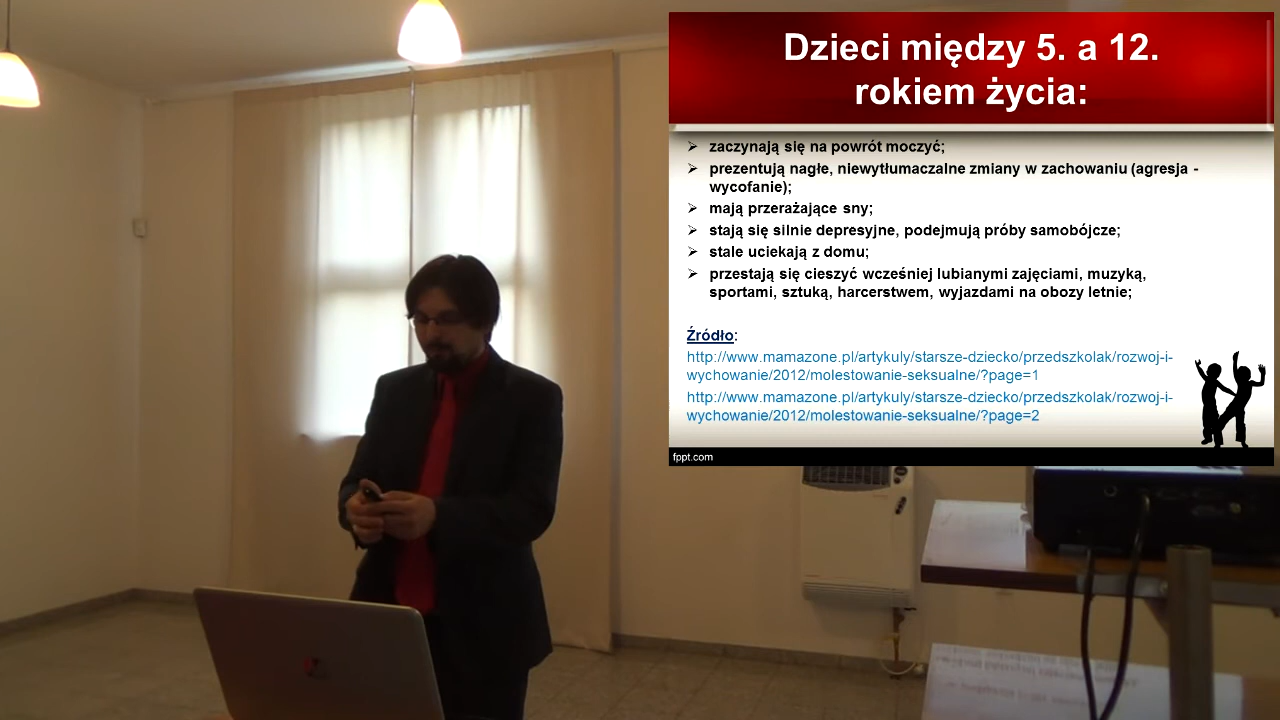 Dzieci między 5. a 12.
rokiem życia:
zaczynają się na powrót moczyć;
prezentują nagłe, niewytłumaczalne zmiany w zachowaniu (agresja -
wycofanie);
mają przerażające sny;
stają się silnie depresyjne, podejmują próby samobójcze;
stale uciekają z domu;
przestają się cieszyć wcześniej lubianymi zajęciami, muzyką,
sportami, sztuką, harcerstwem, wyjazdami na obozy letnie;
Źródło:
http://www.mamazone.pl/artykuly/starsze-dziecko/przedszkolak/rozwoj-i-
wychowanie/2012/molestowanie-seksualne/?page=1
http://www.mamazone.pl/artykuly/starsze-dziecko/przedszkolak/rozwoj-i-
wychowanie/2012/molestowanie-seksualne/?page=2
fppt.com